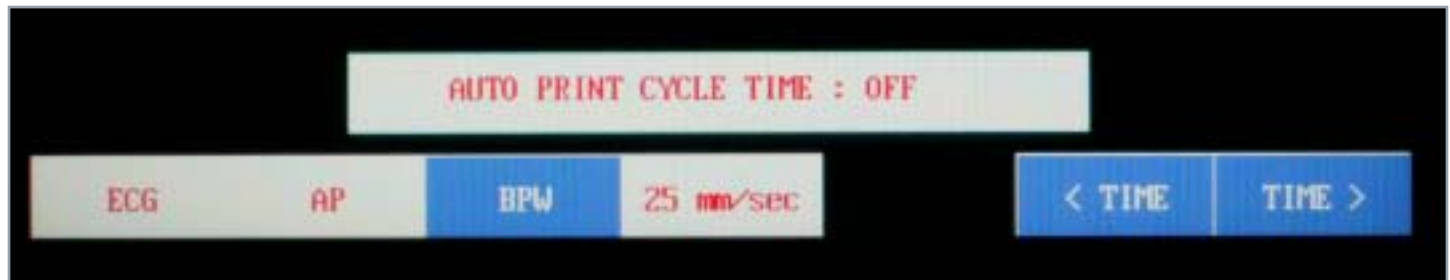 AUTO PRINT CYCLE TIME : OFF
ECG AP BPW 25 mm/sec < TIME TIME >